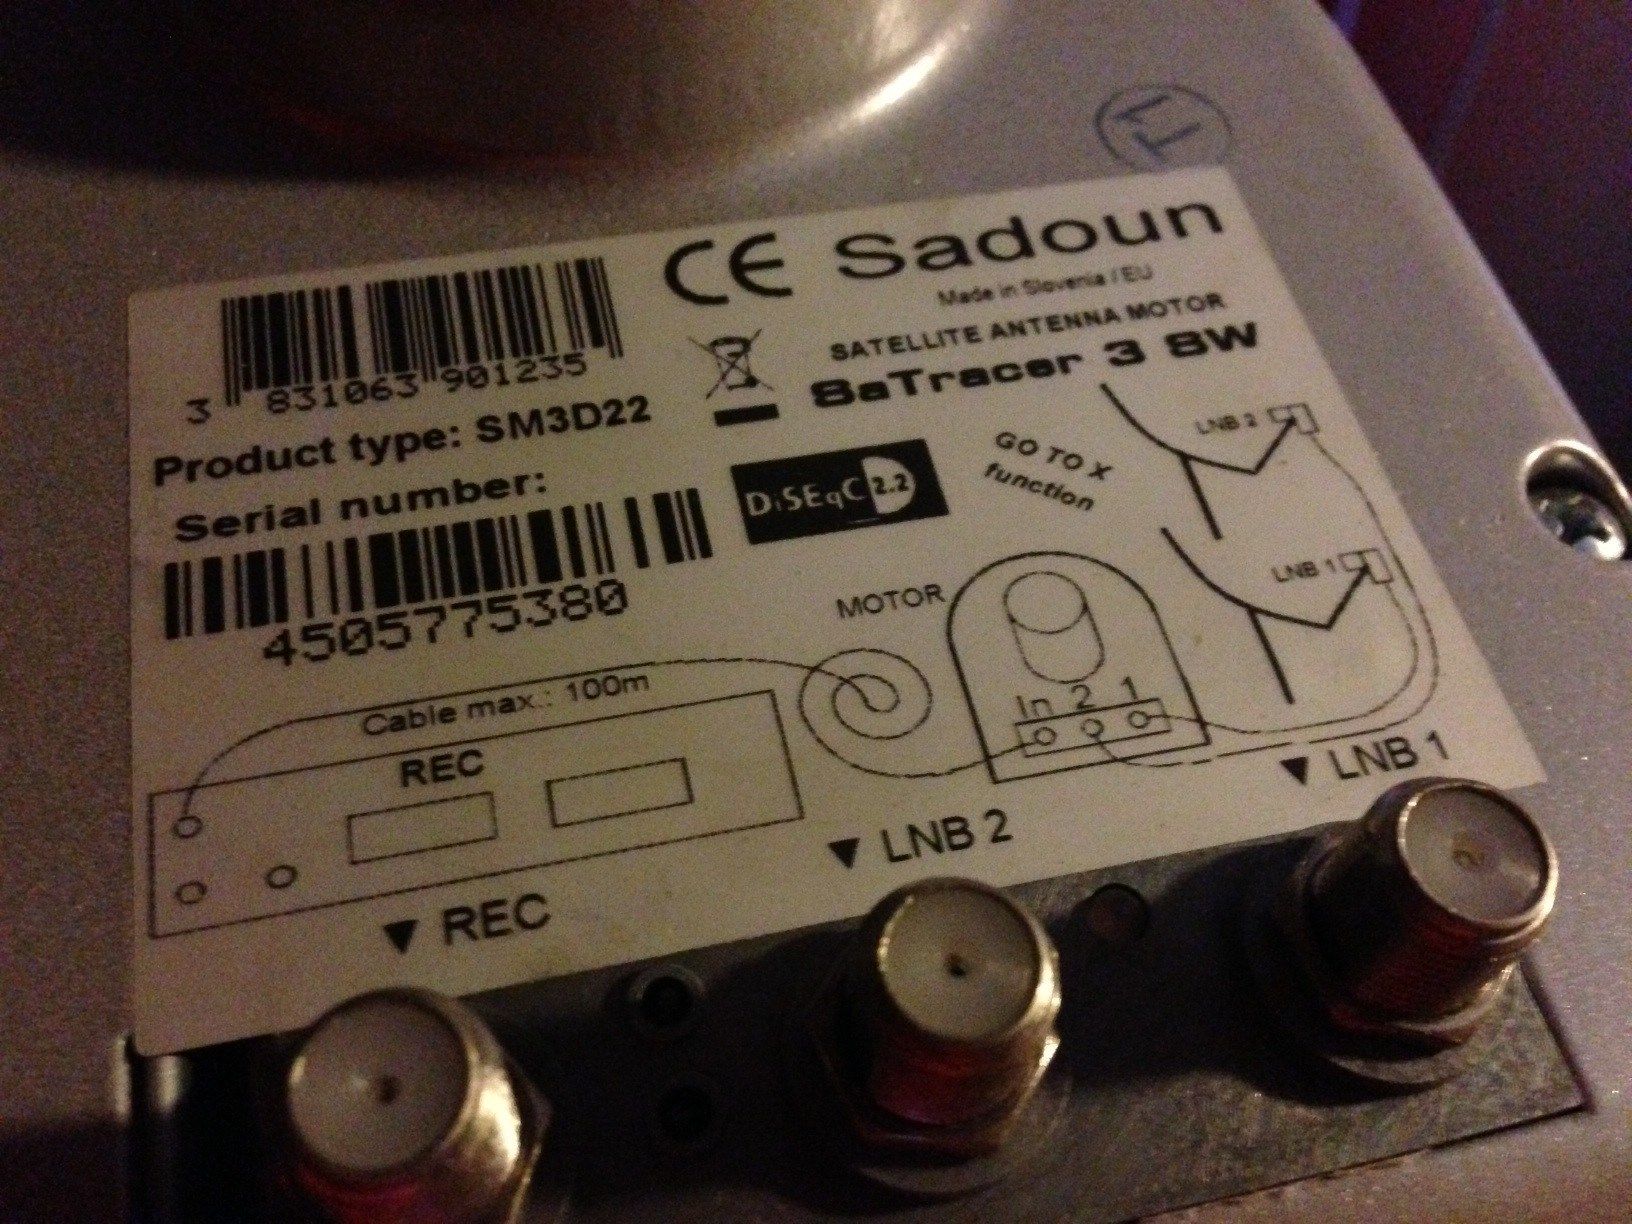 CE Sadoun
Made in Slovenia / EU
SATELLITE ANTENNA MOTOR
SaTracer 3 SW
3 831063 901235
Product type: SM3D22
Serial number:
4505775380
DiSEqC 2.2
GO TO X
function
LNB 2
LNB 1
MOTOR
In 2 1
Cable max.: 100m
REC
▼ REC
▼ LNB 2
▼ LNB 1